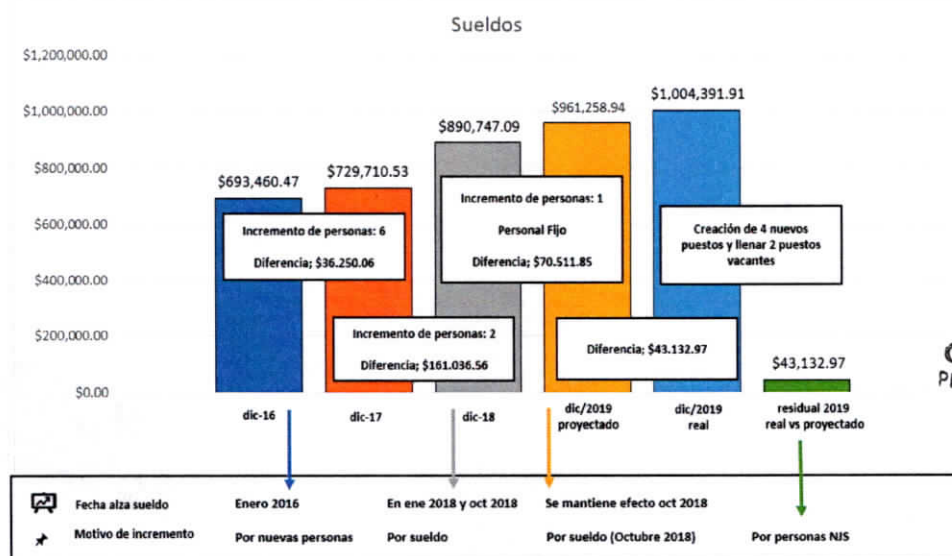 Sueldos
$1,200,000.00
$1,000,000.00
$800,000.00
$600,000.00
$400,000.00
$200,000.00
$0.00
$693,460.47
$729,710.53
$890,747.09
$961,258.94
$1,004,391.91
$43,132.97
Incremento de personas: 6
Diferencia; $36.250.06
Incremento de personas: 2
Diferencia; $161.036.56
Incremento de personas: 1
Personal Fijo
Diferencia; $70.511.85
Diferencia; $43.132.97
Creación de 4 nuevos
puestos y llenar 2 puestos
vacantes
dic-16
dic-17
dic-18
dic/2019
proyectado
dic/2019
real
residual 2019
real vs proyectado
Fecha alza sueldo
Enero 2016
En ene 2018 y oct 2018
Se mantiene efecto oct 2018
Motivo de incremento
Por nuevas personas
Por sueldo
Por sueldo (Octubre 2018)
Por personas NJS